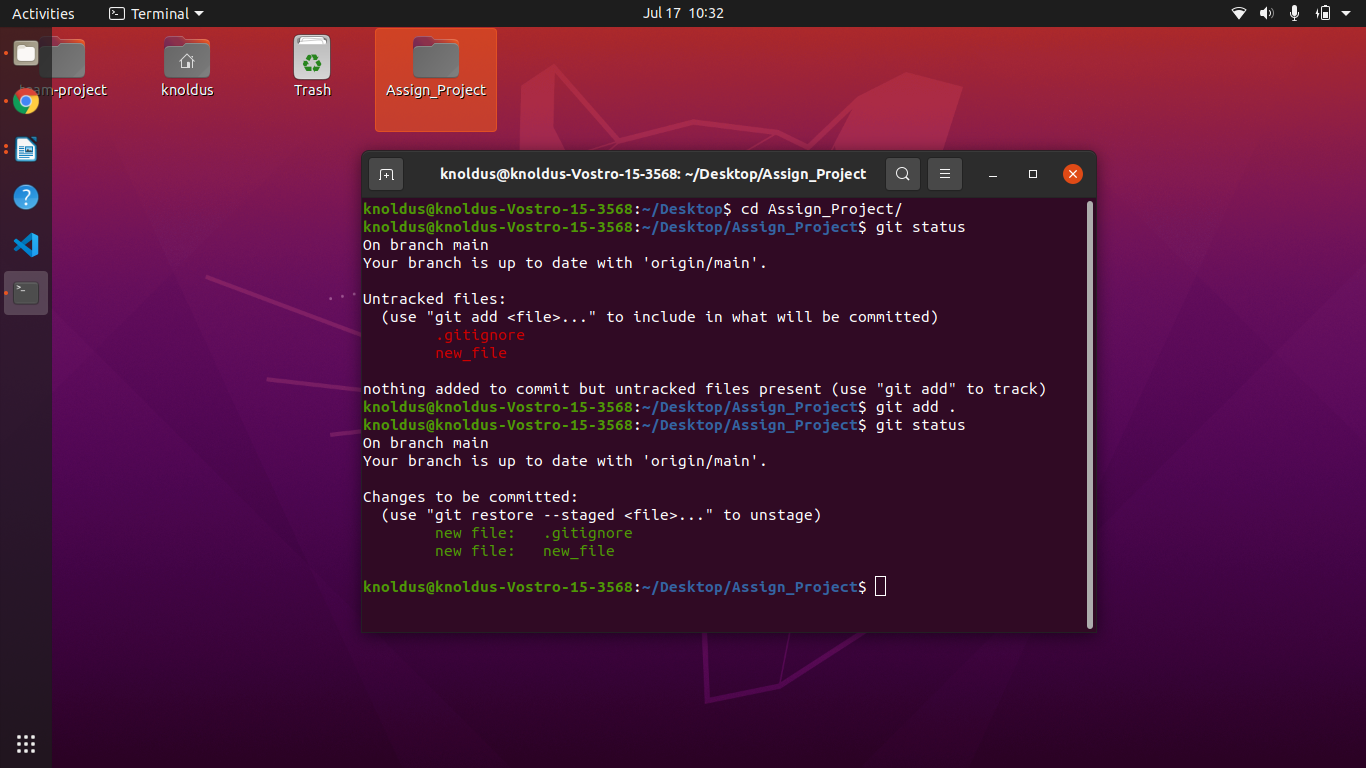 Activities
Terminal
Jul 17 10:32
team-project
knoldus
Trash
Assign_Project
knoldus@knoldus-Vostro-15-3568: ~/Desktop/Assign_Project
knoldus@knoldus-Vostro-15-3568:~/Desktop$ cd Assign_Project/
knoldus@knoldus-Vostro-15-3568:~/Desktop/Assign_Project$ git status
On branch main
Your branch is up to date with 'origin/main'.
Untracked files:
  (use "git add <file>..." to include in what will be committed)
        .gitignore
        new_file
nothing added to commit but untracked files present (use "git add" to track)
knoldus@knoldus-Vostro-15-3568:~/Desktop/Assign_Project$ git add .
knoldus@knoldus-Vostro-15-3568:~/Desktop/Assign_Project$ git status
On branch main
Your branch is up to date with 'origin/main'.
Changes to be committed:
  (use "git restore --staged <file>..." to unstage)
        new file:   .gitignore
        new file:   new_file
knoldus@knoldus-Vostro-15-3568:~/Desktop/Assign_Project$